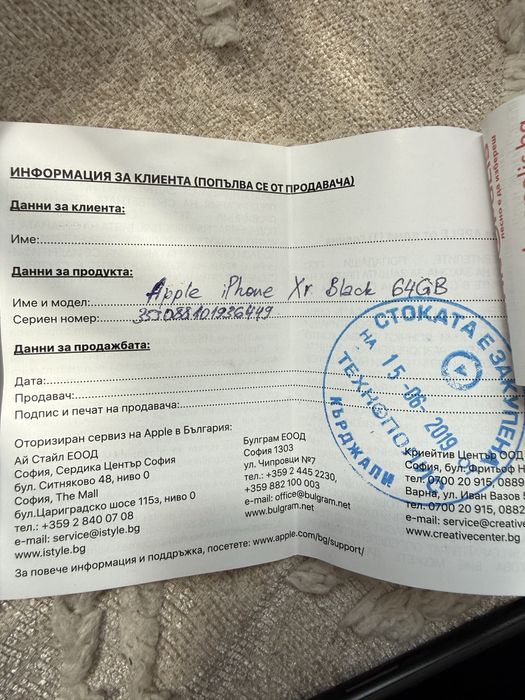 ИНФОРМАЦИЯ ЗА КЛИЕНТА (ПОПЪЛВА СЕ ОТ ПРОДАВАЧА)
Данни за клиента:
Име:
Данни за продукта:
Име и модел: Apple iPhone Xr Black 64GB
Сериен номер: 357088101936449
Данни за продажбата:
Дата:
Продавач:
Подпис и печат на продавача:
СТОКАТА Е ЗАКУПЕНА
НА 15-06-2019
ТЕХНОПОЛИС
КЪРДЖАЛИ
Оторизиран сервиз на Apple в България:
Ай Стайл ЕООД
София, Сердика Център София
бул. Ситняково 48, ниво 0
София, The Mall
бул.Цариградско шосе 115з, ниво 0
тел.: +359 2 840 07 08
e-mail: service@istyle.bg
www.istyle.bg
Булграм ЕООД
София 1303
ул. Чипровци №7
тел.: +359 2 445 2230,
+359 882 100 003
e-mail: office@bulgram.net
www.bulgram.net
Криейтив Център ООД
София, бул.
тел. 0700 20 915, 0889
Варна, ул. Иван Вазов
тел. 0700 20 915, 0882
e-mail: service@creative
www.creativecenter.bg
За повече информация и поддръжка, посетете: www.apple.com/bg/support/
лесно е да избереш